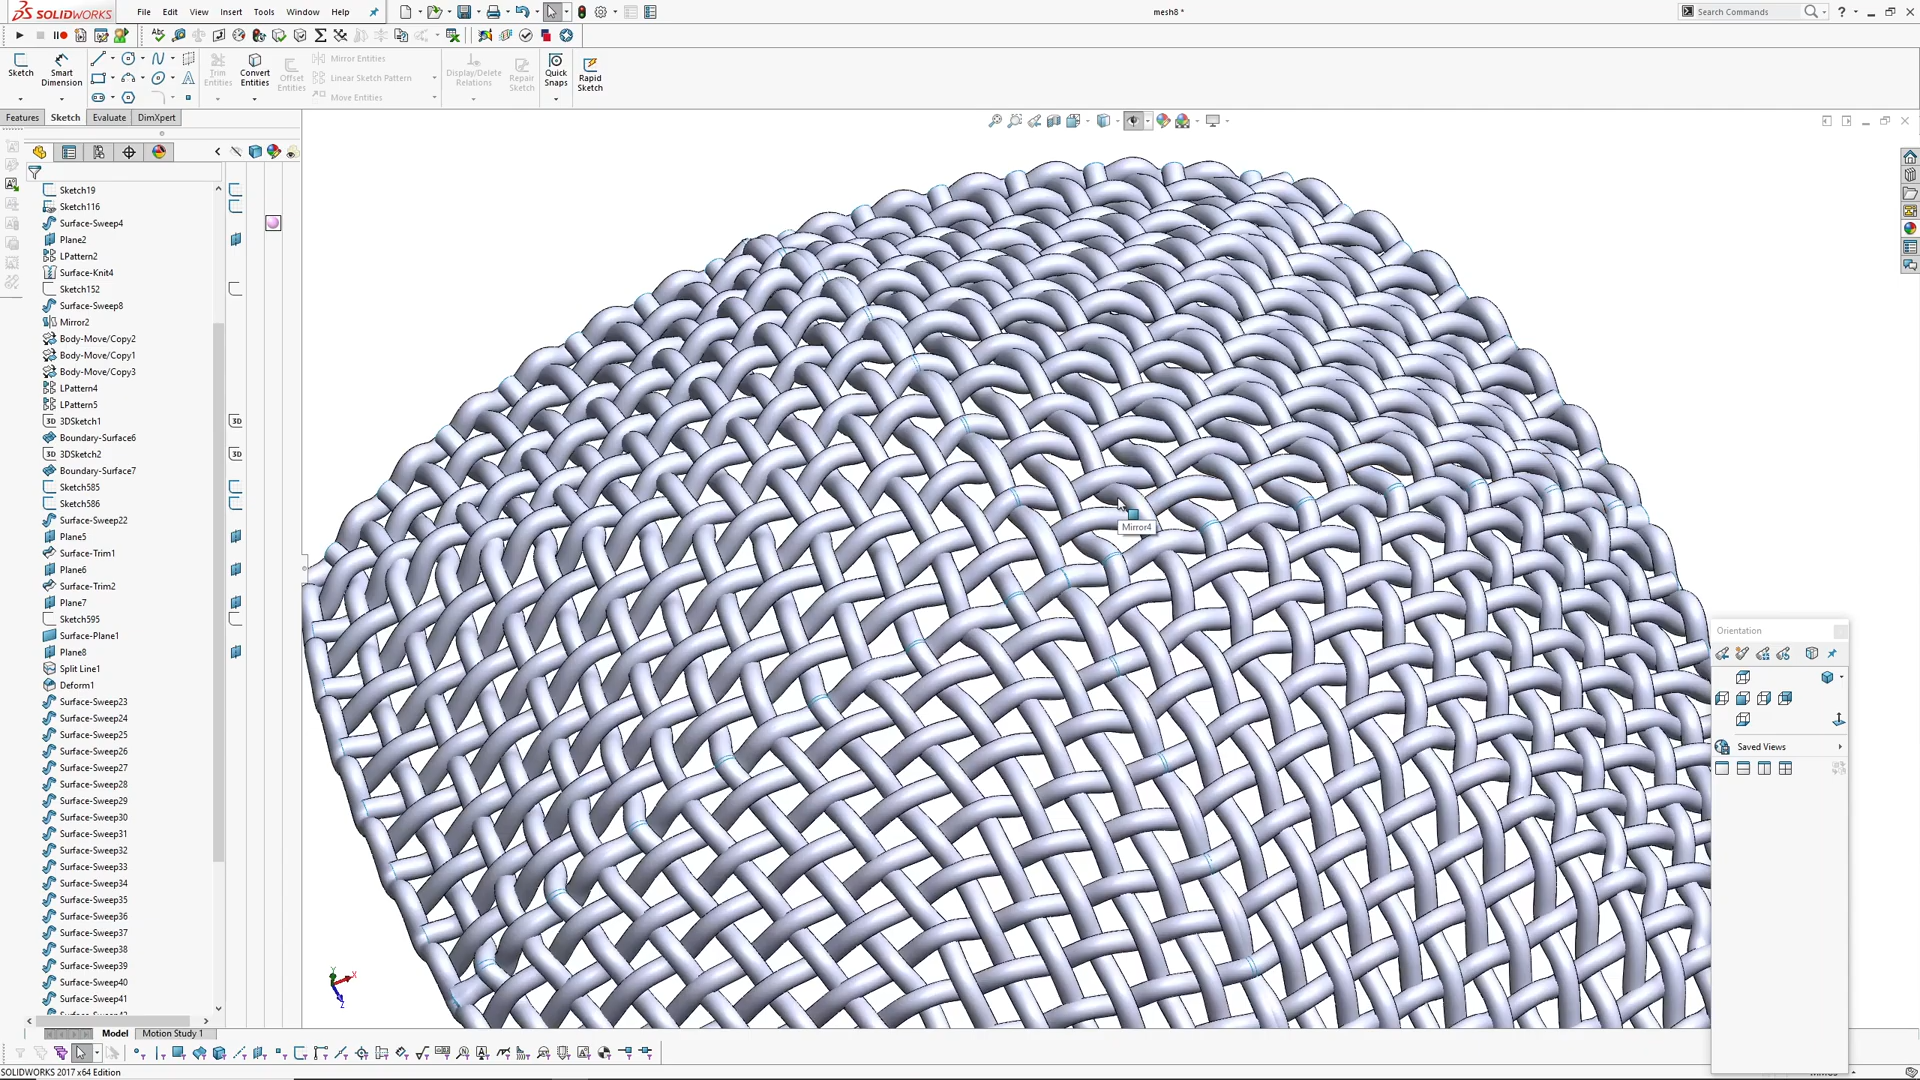 SOLIDWORKS
File Edit View Insert Tools Window Help
mesh8 *
Search Commands
Sketch
Smart Dimension
Trim Entities
Convert Entities
Offset Entities
Mirror Entities
Linear Sketch Pattern
Move Entities
Display/Delete Relations
Repair Sketch
Quick Snaps
Rapid Sketch
Features Sketch Evaluate DimXpert
Sketch19
Sketch116
Surface-Sweep4
Plane2
LPattern2
Surface-Knit4
Sketch152
Surface-Sweep8
Mirror2
Body-Move/Copy2
Body-Move/Copy1
Body-Move/Copy3
LPattern4
LPattern5
3D 3DSketch1 3D
Boundary-Surface6
3D 3DSketch2 3D
Boundary-Surface7
Sketch585
Sketch586
Surface-Sweep22
Plane5
Surface-Trim1
Plane6
Surface-Trim2
Plane7
Sketch595
Surface-Plane1
Plane8
Split Line1
Deform1
Surface-Sweep23
Surface-Sweep24
Surface-Sweep25
Surface-Sweep26
Surface-Sweep27
Surface-Sweep28
Surface-Sweep29
Surface-Sweep30
Surface-Sweep31
Surface-Sweep32
Surface-Sweep33
Surface-Sweep34
Surface-Sweep35
Surface-Sweep36
Surface-Sweep37
Surface-Sweep38
Surface-Sweep39
Surface-Sweep40
Surface-Sweep41
Mirror4
Orientation
Saved Views
Y
X
Z
Model Motion Study 1
SOLIDWORKS 2017 x64 Edition